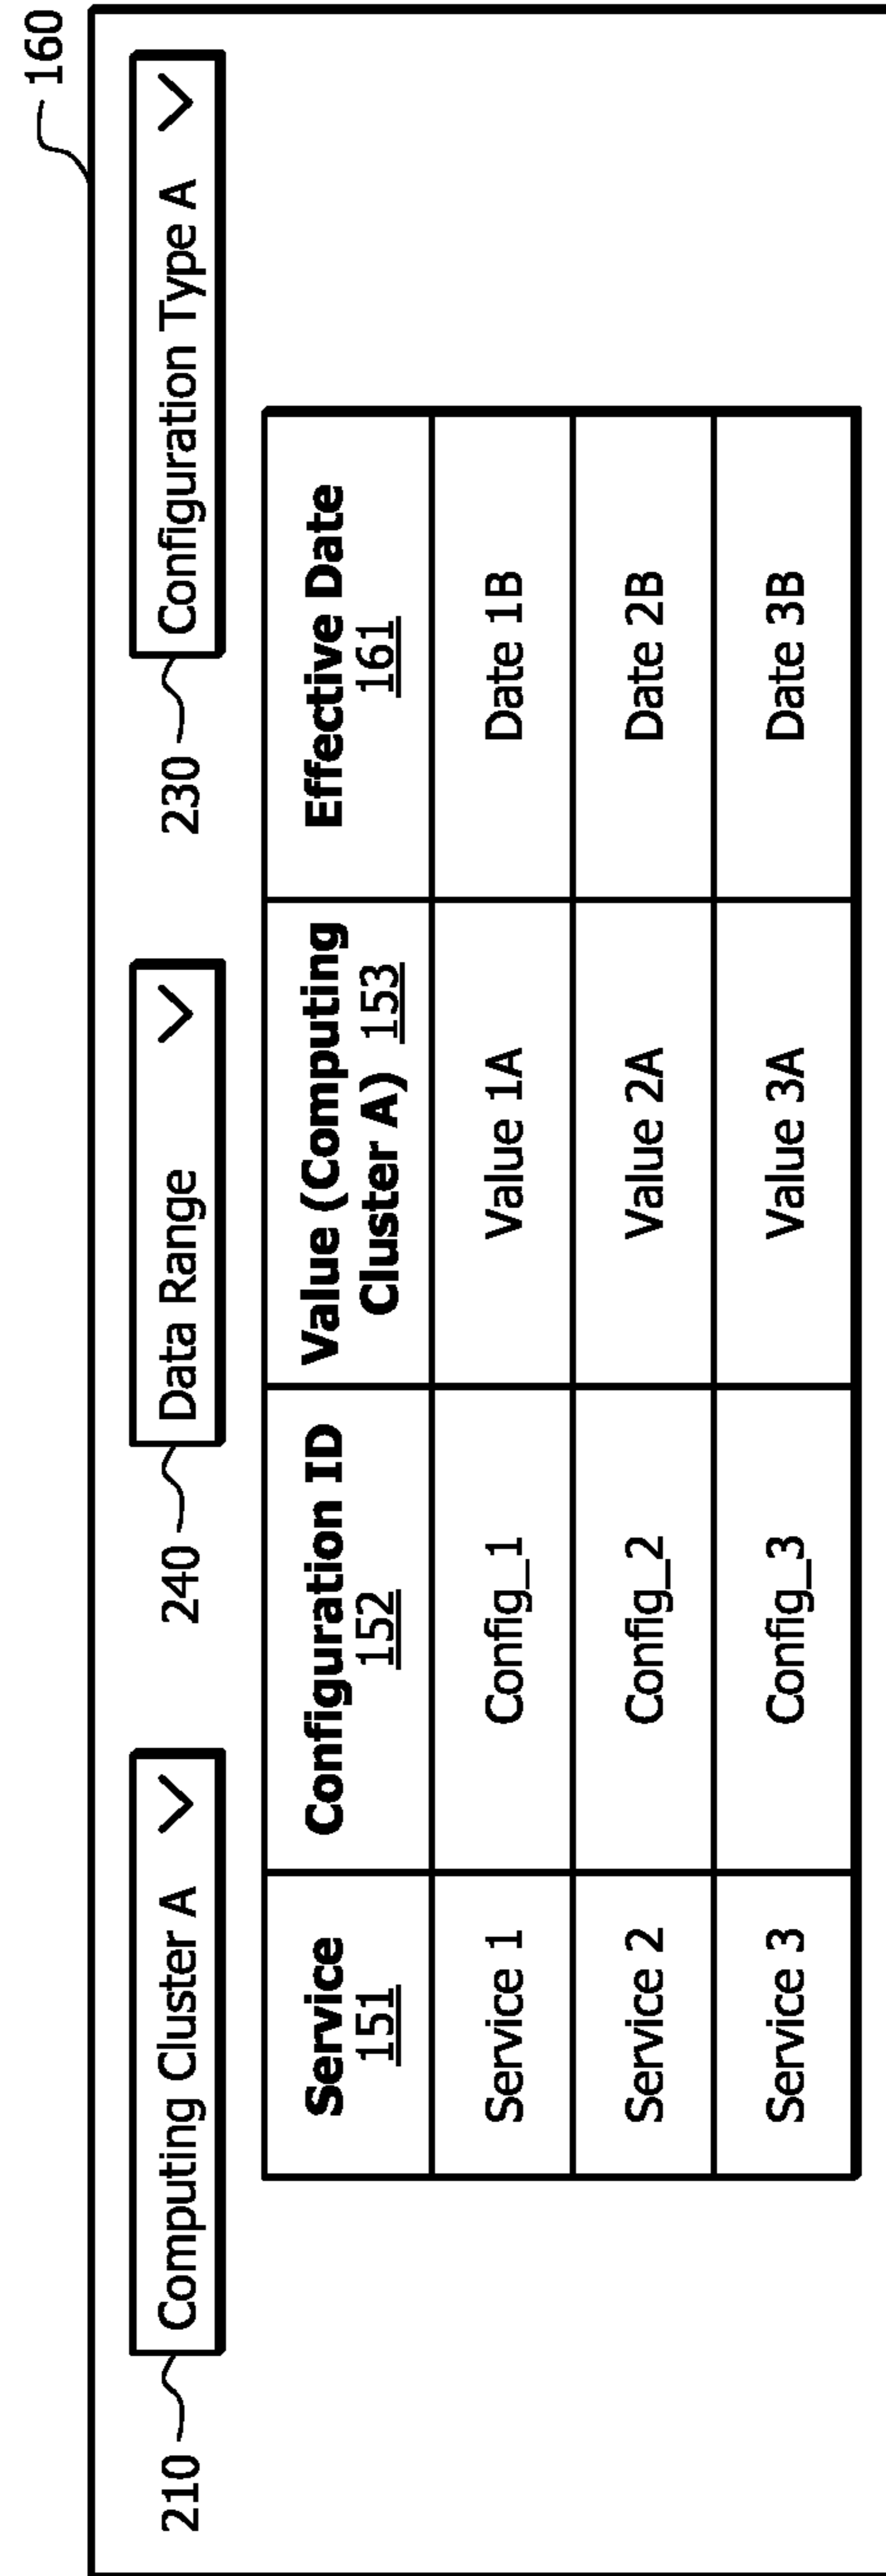 160
210 Computing Cluster A 240 Data Range 230 Configuration Type A
Service Configuration ID Value (Computing Effective Date
151 152 Cluster A) 153 161
Service 1 Config_1 Value 1A Date 1B
Service 2 Config_2 Value 2A Date 2B
Service 3 Config_3 Value 3A Date 3B